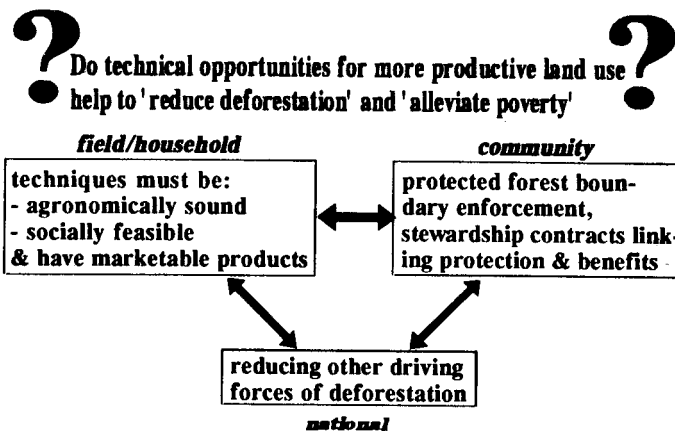 ? Do technical opportunities for more productive land use ?
help to 'reduce deforestation' and 'alleviate poverty'
field/household
techniques must be:
- agronomically sound
- socially feasible
& have marketable products
community
protected forest boun-
dary enforcement,
stewardship contracts link-
ing protection & benefits
reducing other driving
forces of deforestation
national